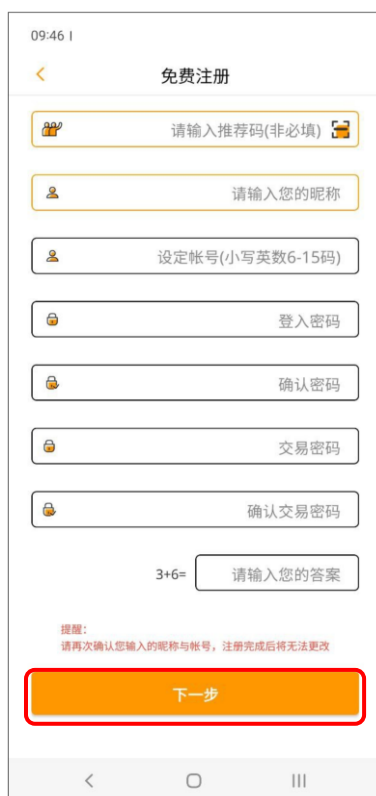 09:46
免费注册
请输入推荐码(非必填)
请输入您的昵称
设定帐号(小写英数6-15码)
登入密码
确认密码
交易密码
确认交易密码
3+6= 请输入您的答案
提醒:
请再次确认您输入的昵称与帐号，注册完成后将无法更改
下一步